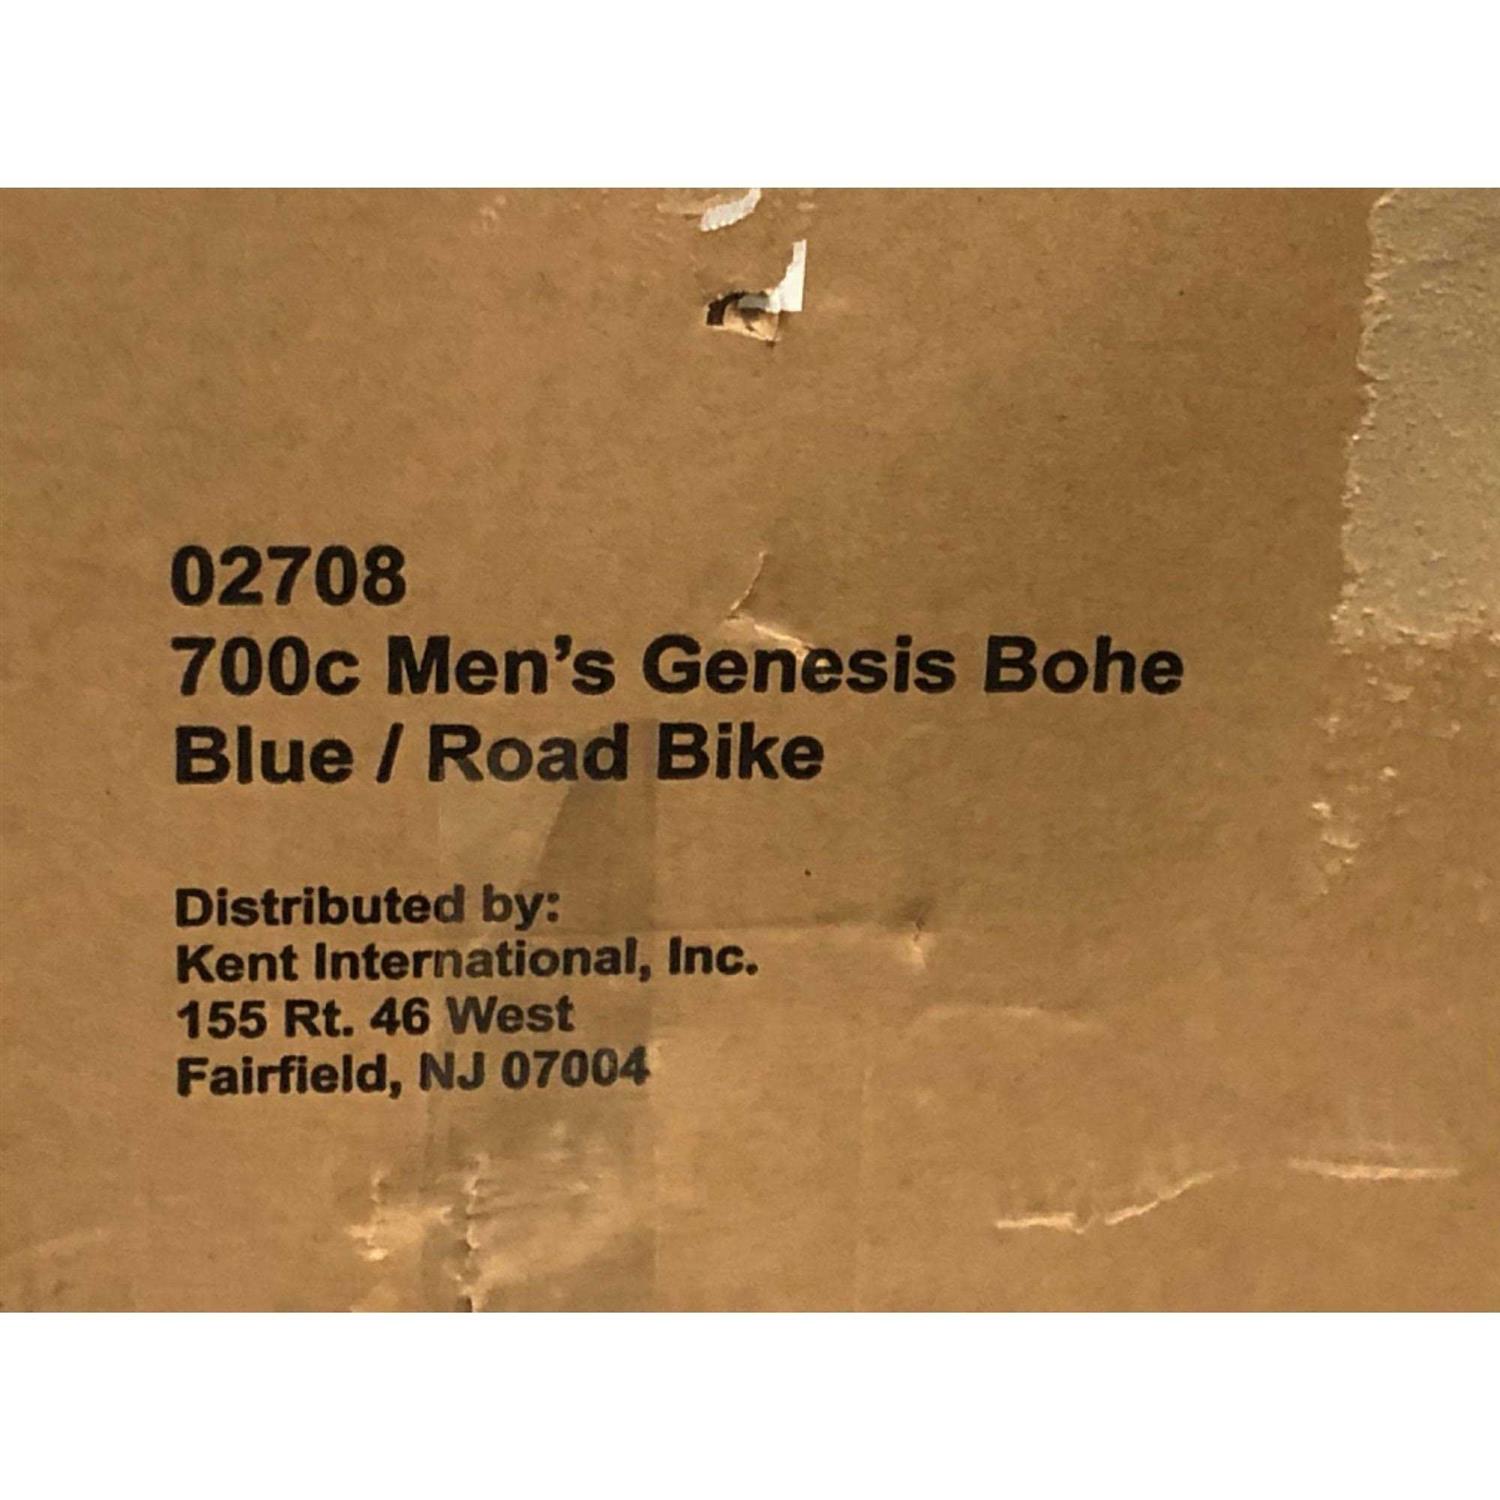 02708
700c Men’s Genesis Bohe
Blue / Road Bike
Distributed by:
Kent International, Inc.
155 Rt. 46 West
Fairfield, NJ 07004